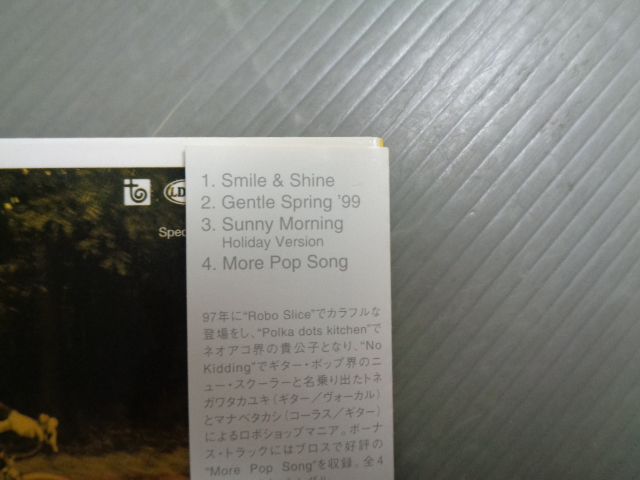 1. Smile & Shine
2. Gentle Spring '99
3. Sunny Morning
Holiday Version
4. More Pop Song
97年に“Robo Slice”でカラフルな
登場をし、“Polka dots kitchen”で
ネオアコ界の貴公子となり、“No
Kidding”でギター・ポップ界のニ
ュー・スクーラーと名乗り出たトネ
ガワタカユキ（ギター／ヴォーカル）
とマナベタカシ（コーラス／ギター）
によるロボショップマニア。ボーナ
ス・トラックにはブロスで好評の
“More Pop Song”を収録。全4